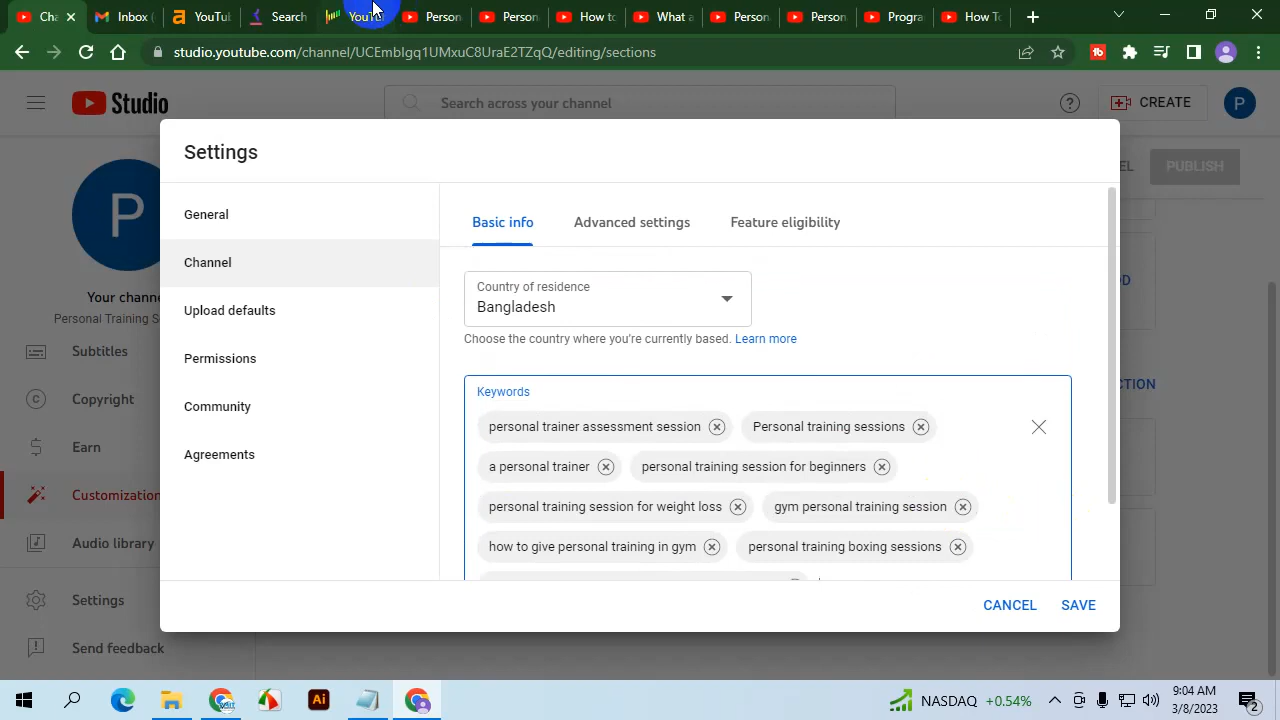 Ch
Inbox (
YouTu
Search
YouTu
Person
Person
How to
What a
Person
Person
Progra
How To
studio.youtube.com/channel/UCEmbIgq1UMxuC8UraE2TZqQ/editing/sections
Studio
Search across your channel
CREATE
P
Settings
EL
PUBLISH
P
General
Basic info
Advanced settings
Feature eligibility
Channel
D
Country of residence
Your channe
Bangladesh
Upload defaults
Personal Training S
Choose the country where you're currently based. Learn more
Subtitles
Permissions
CTION
Keywords
Copyright
Community
personal trainer assessment session
Personal training sessions
Earn
Agreements
a personal trainer
personal training session for beginners
Customization
personal training session for weight loss
gym personal training session
Audio library
how to give personal training in gym
personal training boxing sessions
Settings
CANCEL
SAVE
Send feedback
Ai
NASDAQ +0.54%
9:04 AM
3/8/2023
2